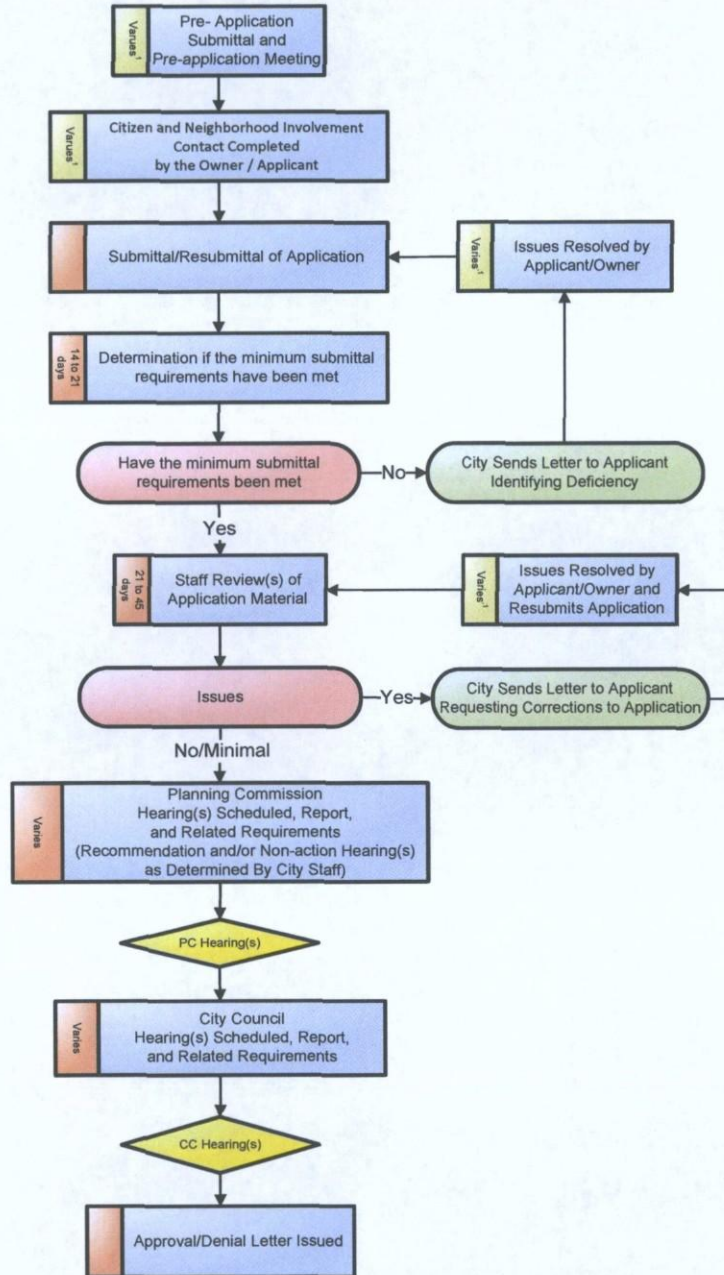 Varues¹
Pre- Application
Submittal and
Pre-application Meeting
Varues¹
Citizen and Neighborhood Involvement
Contact Completed
by the Owner / Applicant
Submittal/Resubmittal of Application
Varies¹
Issues Resolved by
Applicant/Owner
14 to 21
days
Determination if the minimum submittal
requirements have been met
Have the minimum submittal
requirements been met
No
City Sends Letter to Applicant
Identifying Deficiency
Yes
21 to 45
days
Staff Review(s) of
Application Material
Varies¹
Issues Resolved by
Applicant/Owner and
Resubmits Application
Issues
Yes
City Sends Letter to Applicant
Requesting Corrections to Application
No/Minimal
Varies
Planning Commission
Hearing(s) Scheduled, Report,
and Related Requirements
(Recommendation and/or Non-action Hearing(s)
as Determined By City Staff)
PC Hearing(s)
Varies
City Council
Hearing(s) Scheduled, Report,
and Related Requirements
CC Hearing(s)
Approval/Denial Letter Issued